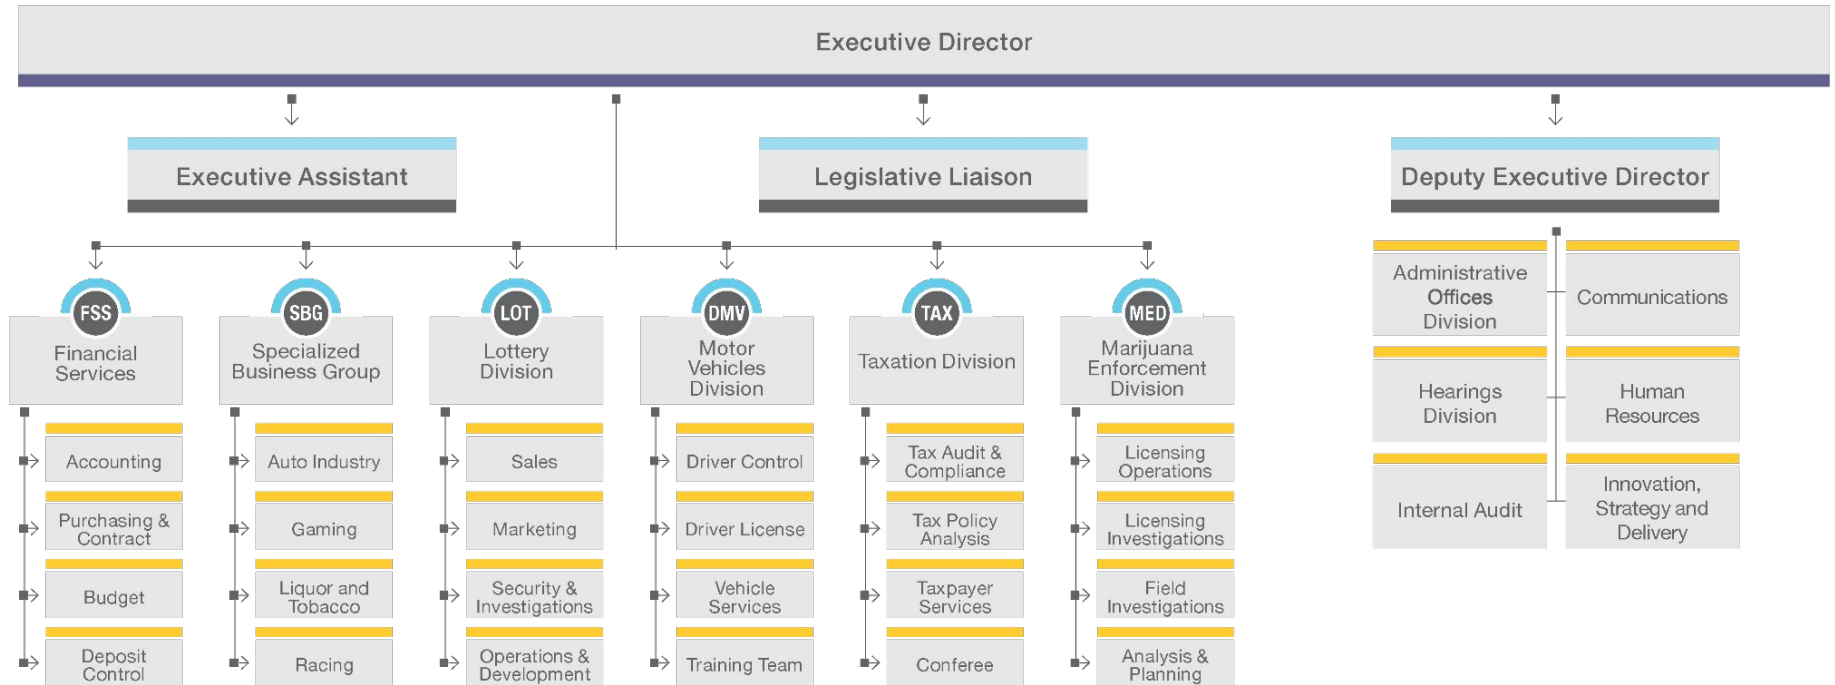 Executive Director
Executive Assistant
Legislative Liaison
Deputy Executive Director
FSS
Financial
Services
Accounting
Purchasing &
Contract
Budget
Deposit
Control
SBG
Specialized
Business Group
Auto Industry
Gaming
Liquor and
Tobacco
Racing
LOT
Lottery
Division
Sales
Marketing
Security &
Investigations
Operations &
Development
DMV
Motor
Vehicles
Division
Driver Control
Driver License
Vehicle
Services
Training Team
TAX
Taxation Division
Tax Audit &
Compliance
Tax Policy
Analysis
Taxpayer
Services
Conferee
MED
Marijuana
Enforcement
Division
Licensing
Operations
Licensing
Investigations
Field
Investigations
Analysis &
Planning
Administrative
Offices
Division
Communications
Hearings
Division
Human
Resources
Internal Audit
Innovation,
Strategy and
Delivery